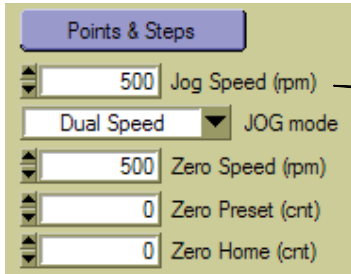 Points & Steps
500 Jog Speed (rpm)
Dual Speed JOG mode
500 Zero Speed (rpm)
0 Zero Preset (cnt)
0 Zero Home (cnt)